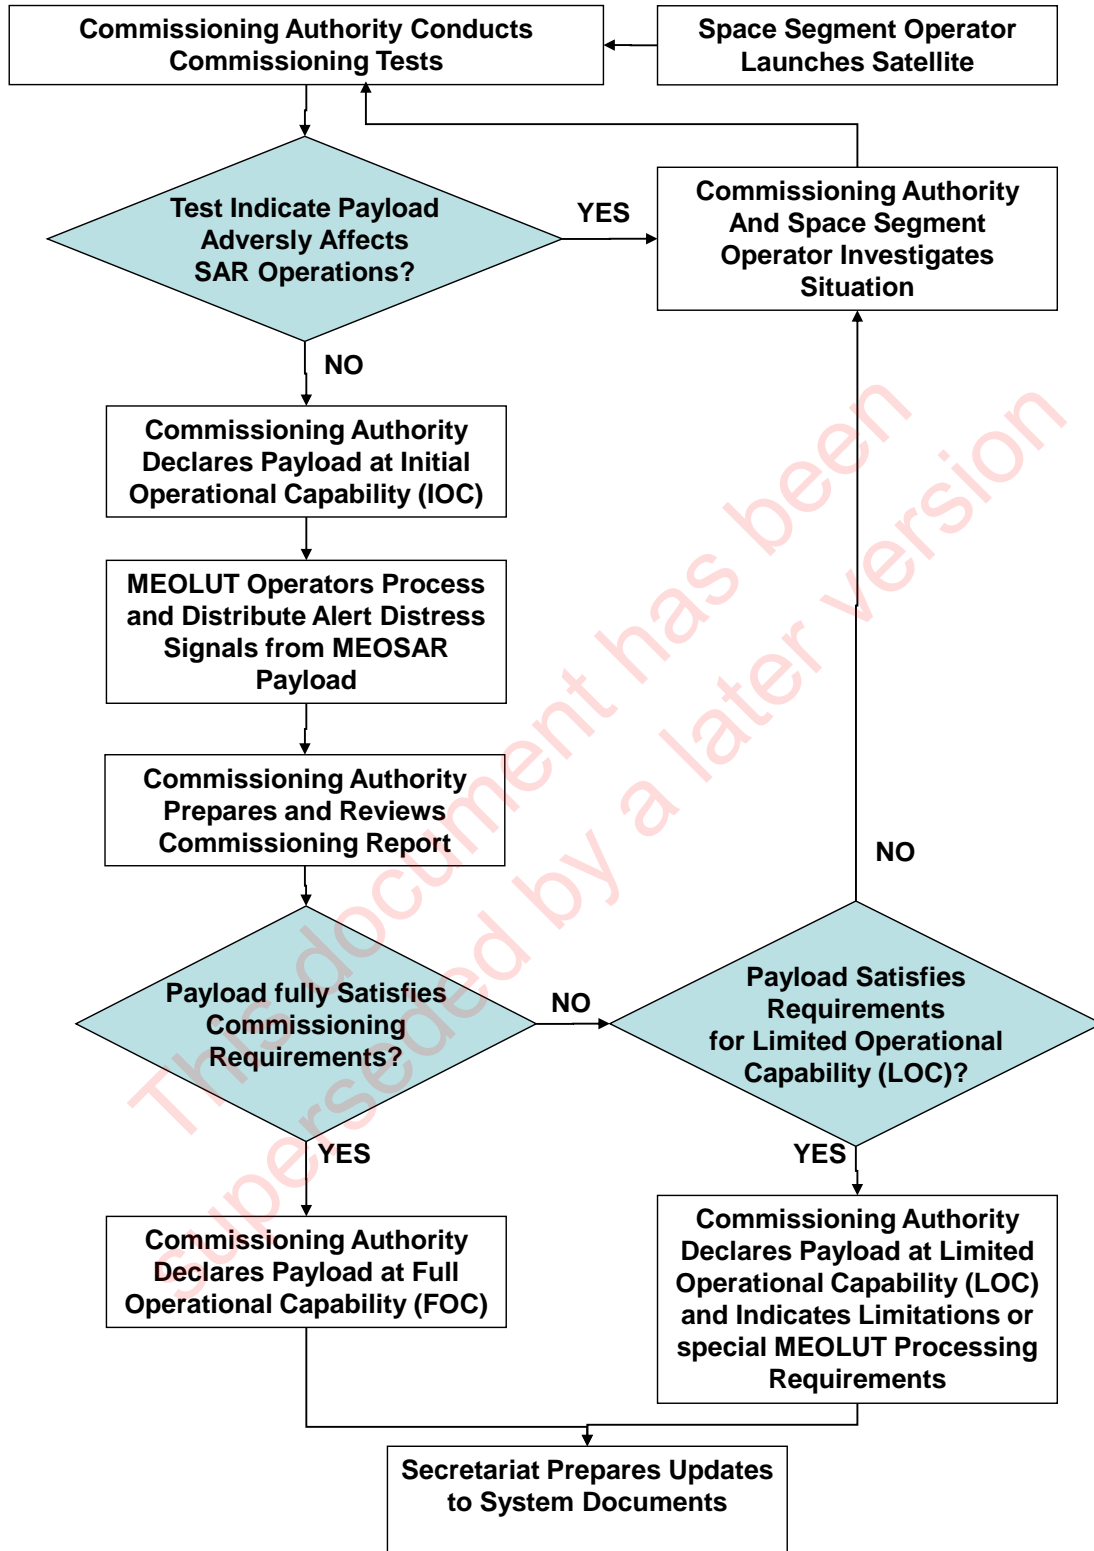 Commissioning Authority Conducts
Commissioning Tests
Space Segment Operator
Launches Satellite
Test Indicate Payload
Adversly Affects
SAR Operations?
YES
Commissioning Authority
And Space Segment
Operator Investigates
Situation
NO
Commissioning Authority
Declares Payload at Initial
Operational Capability (IOC)
MEOLUT Operators Process
and Distribute Alert Distress
Signals from MEOSAR
Payload
Commissioning Authority
Prepares and Reviews
Commissioning Report
NO
Payload fully Satisfies
Commissioning
Requirements?
NO
Payload Satisfies
Requirements
for Limited Operational
Capability (LOC)?
YES
YES
Commissioning Authority
Declares Payload at Full
Operational Capability (FOC)
Commissioning Authority
Declares Payload at Limited
Operational Capability (LOC)
and Indicates Limitations or
special MEOLUT Processing
Requirements
Secretariat Prepares Updates
to System Documents
This document has been
superseded by a later version